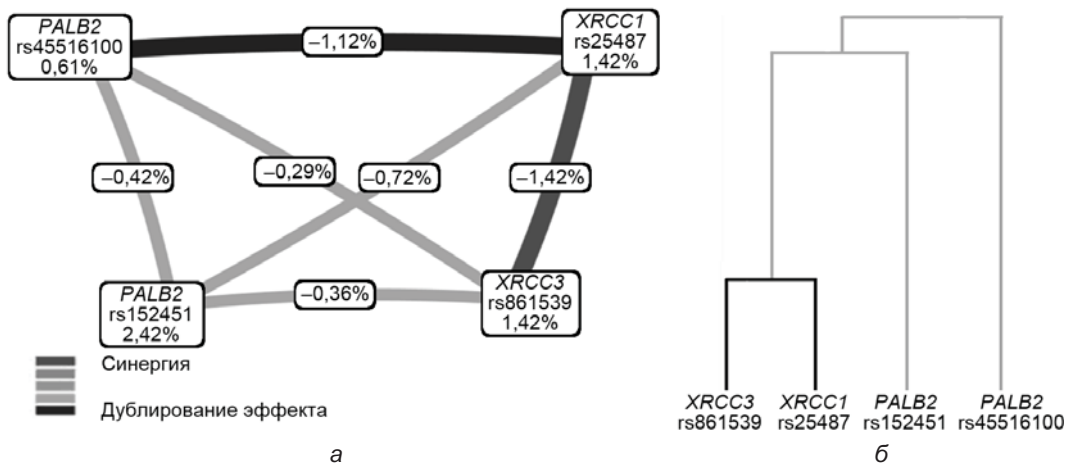 PALB2
rs45516100
0,61%
–1,12%
XRCC1
rs25487
1,42%
–0,42%
–0,29%
–0,72%
–1,42%
PALB2
rs152451
2,42%
–0,36%
XRCC3
rs861539
1,42%
Синергия
Дублирование эффекта
а
XRCC3
rs861539
XRCC1
rs25487
PALB2
rs152451
PALB2
rs45516100
б